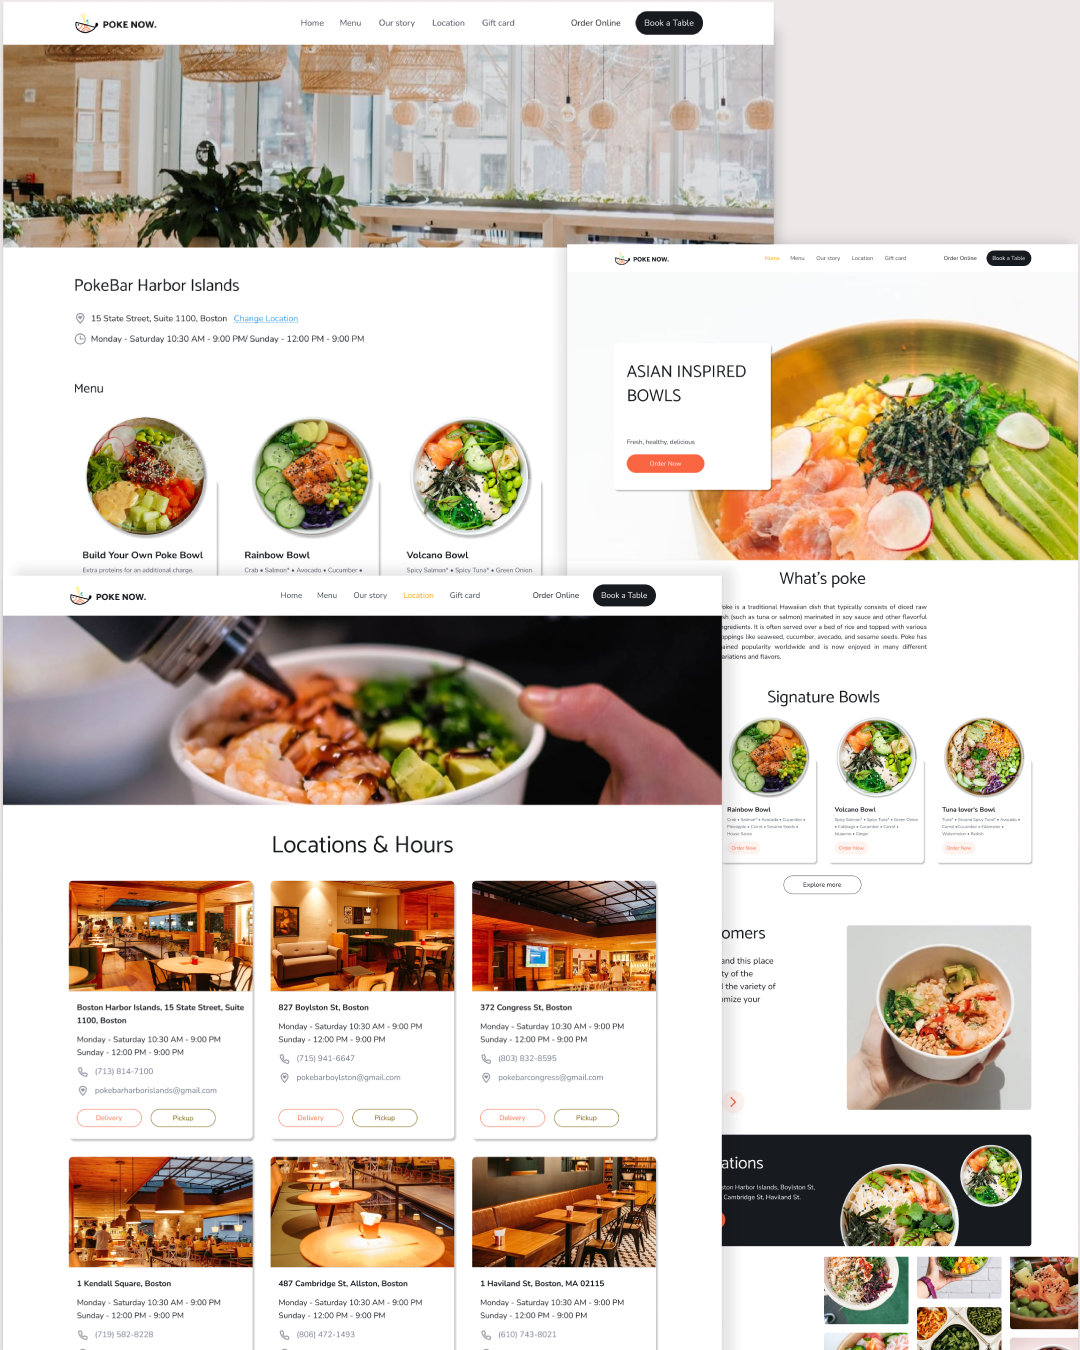 POKE NOW.
Home Menu Our story Location Gift card
Order Online Book a Table
PokeBar Harbor Islands
15 State Street, Suite 1100, Boston Change Location
Monday - Saturday 10:30 AM - 9:00 PM/ Sunday - 12:00 PM - 9:00 PM
Menu
Build Your Own Poke Bowl
Extra proteins for an additional charge.
Rainbow Bowl
Crab • Salmon* • Avocado • Cucumber •
Volcano Bowl
Spicy Salmon* • Spicy Tuna* • Green Onion
POKE NOW.
Home Menu Our story Location Gift card
Order Online Book a Table
ASIAN INSPIRED
BOWLS
Fresh, healthy, delicious
Order Now
What's poke
oke is a traditional Hawaiian dish that typically consists of diced raw
sh (such as tuna or salmon) marinated in soy sauce and other flavorful
ngredients. It is often served over a bed of rice and topped with various
oppings like seaweed, cucumber, avocado, and sesame seeds. Poke has
ained popularity worldwide and is now enjoyed in many different
ariations and flavors.
Signature Bowls
Rainbow Bowl
Crab • Salmon* • Avocado • Cucumber •
Pineapple • Carrot • Sesame Seeds •
House Sauce
Order Now
Volcano Bowl
Spicy Salmon* • Spicy Tuna* • Green Onion
• Cabbage • Cucumber • Carrot •
Jalapeno • Ginger
Order Now
Tuna lover's Bowl
Tuna* • Ground Spicy Tuna* • Avocado •
Carrot •Cucumber • Edamame •
Watermelon • Radish
Order Now
Explore more
omers
and this place
ty of the
d the variety of
omize your
ations
ston Harbor Islands, Boylston St,
Cambridge St, Haviland St.
POKE NOW.
Home Menu Our story Location Gift card
Order Online Book a Table
Locations & Hours
Boston Harbor Islands, 15 State Street, Suite
1100, Boston
Monday - Saturday 10:30 AM - 9:00 PM
Sunday - 12:00 PM - 9:00 PM
(713) 814-7100
pokebarharborislands@gmail.com
Delivery Pickup
827 Boylston St, Boston
Monday - Saturday 10:30 AM - 9:00 PM
Sunday - 12:00 PM - 9:00 PM
(715) 941-6647
pokebarboylston@gmail.com
Delivery Pickup
372 Congress St, Boston
Monday - Saturday 10:30 AM - 9:00 PM
Sunday - 12:00 PM - 9:00 PM
(803) 832-8595
pokebarcongress@gmail.com
Delivery Pickup
1 Kendall Square, Boston
Monday - Saturday 10:30 AM - 9:00 PM
Sunday - 12:00 PM - 9:00 PM
(719) 582-8228
487 Cambridge St, Allston, Boston
Monday - Saturday 10:30 AM - 9:00 PM
Sunday - 12:00 PM - 9:00 PM
(806) 472-1493
1 Haviland St, Boston, MA 02115
Monday - Saturday 10:30 AM - 9:00 PM
Sunday - 12:00 PM - 9:00 PM
(610) 743-8021